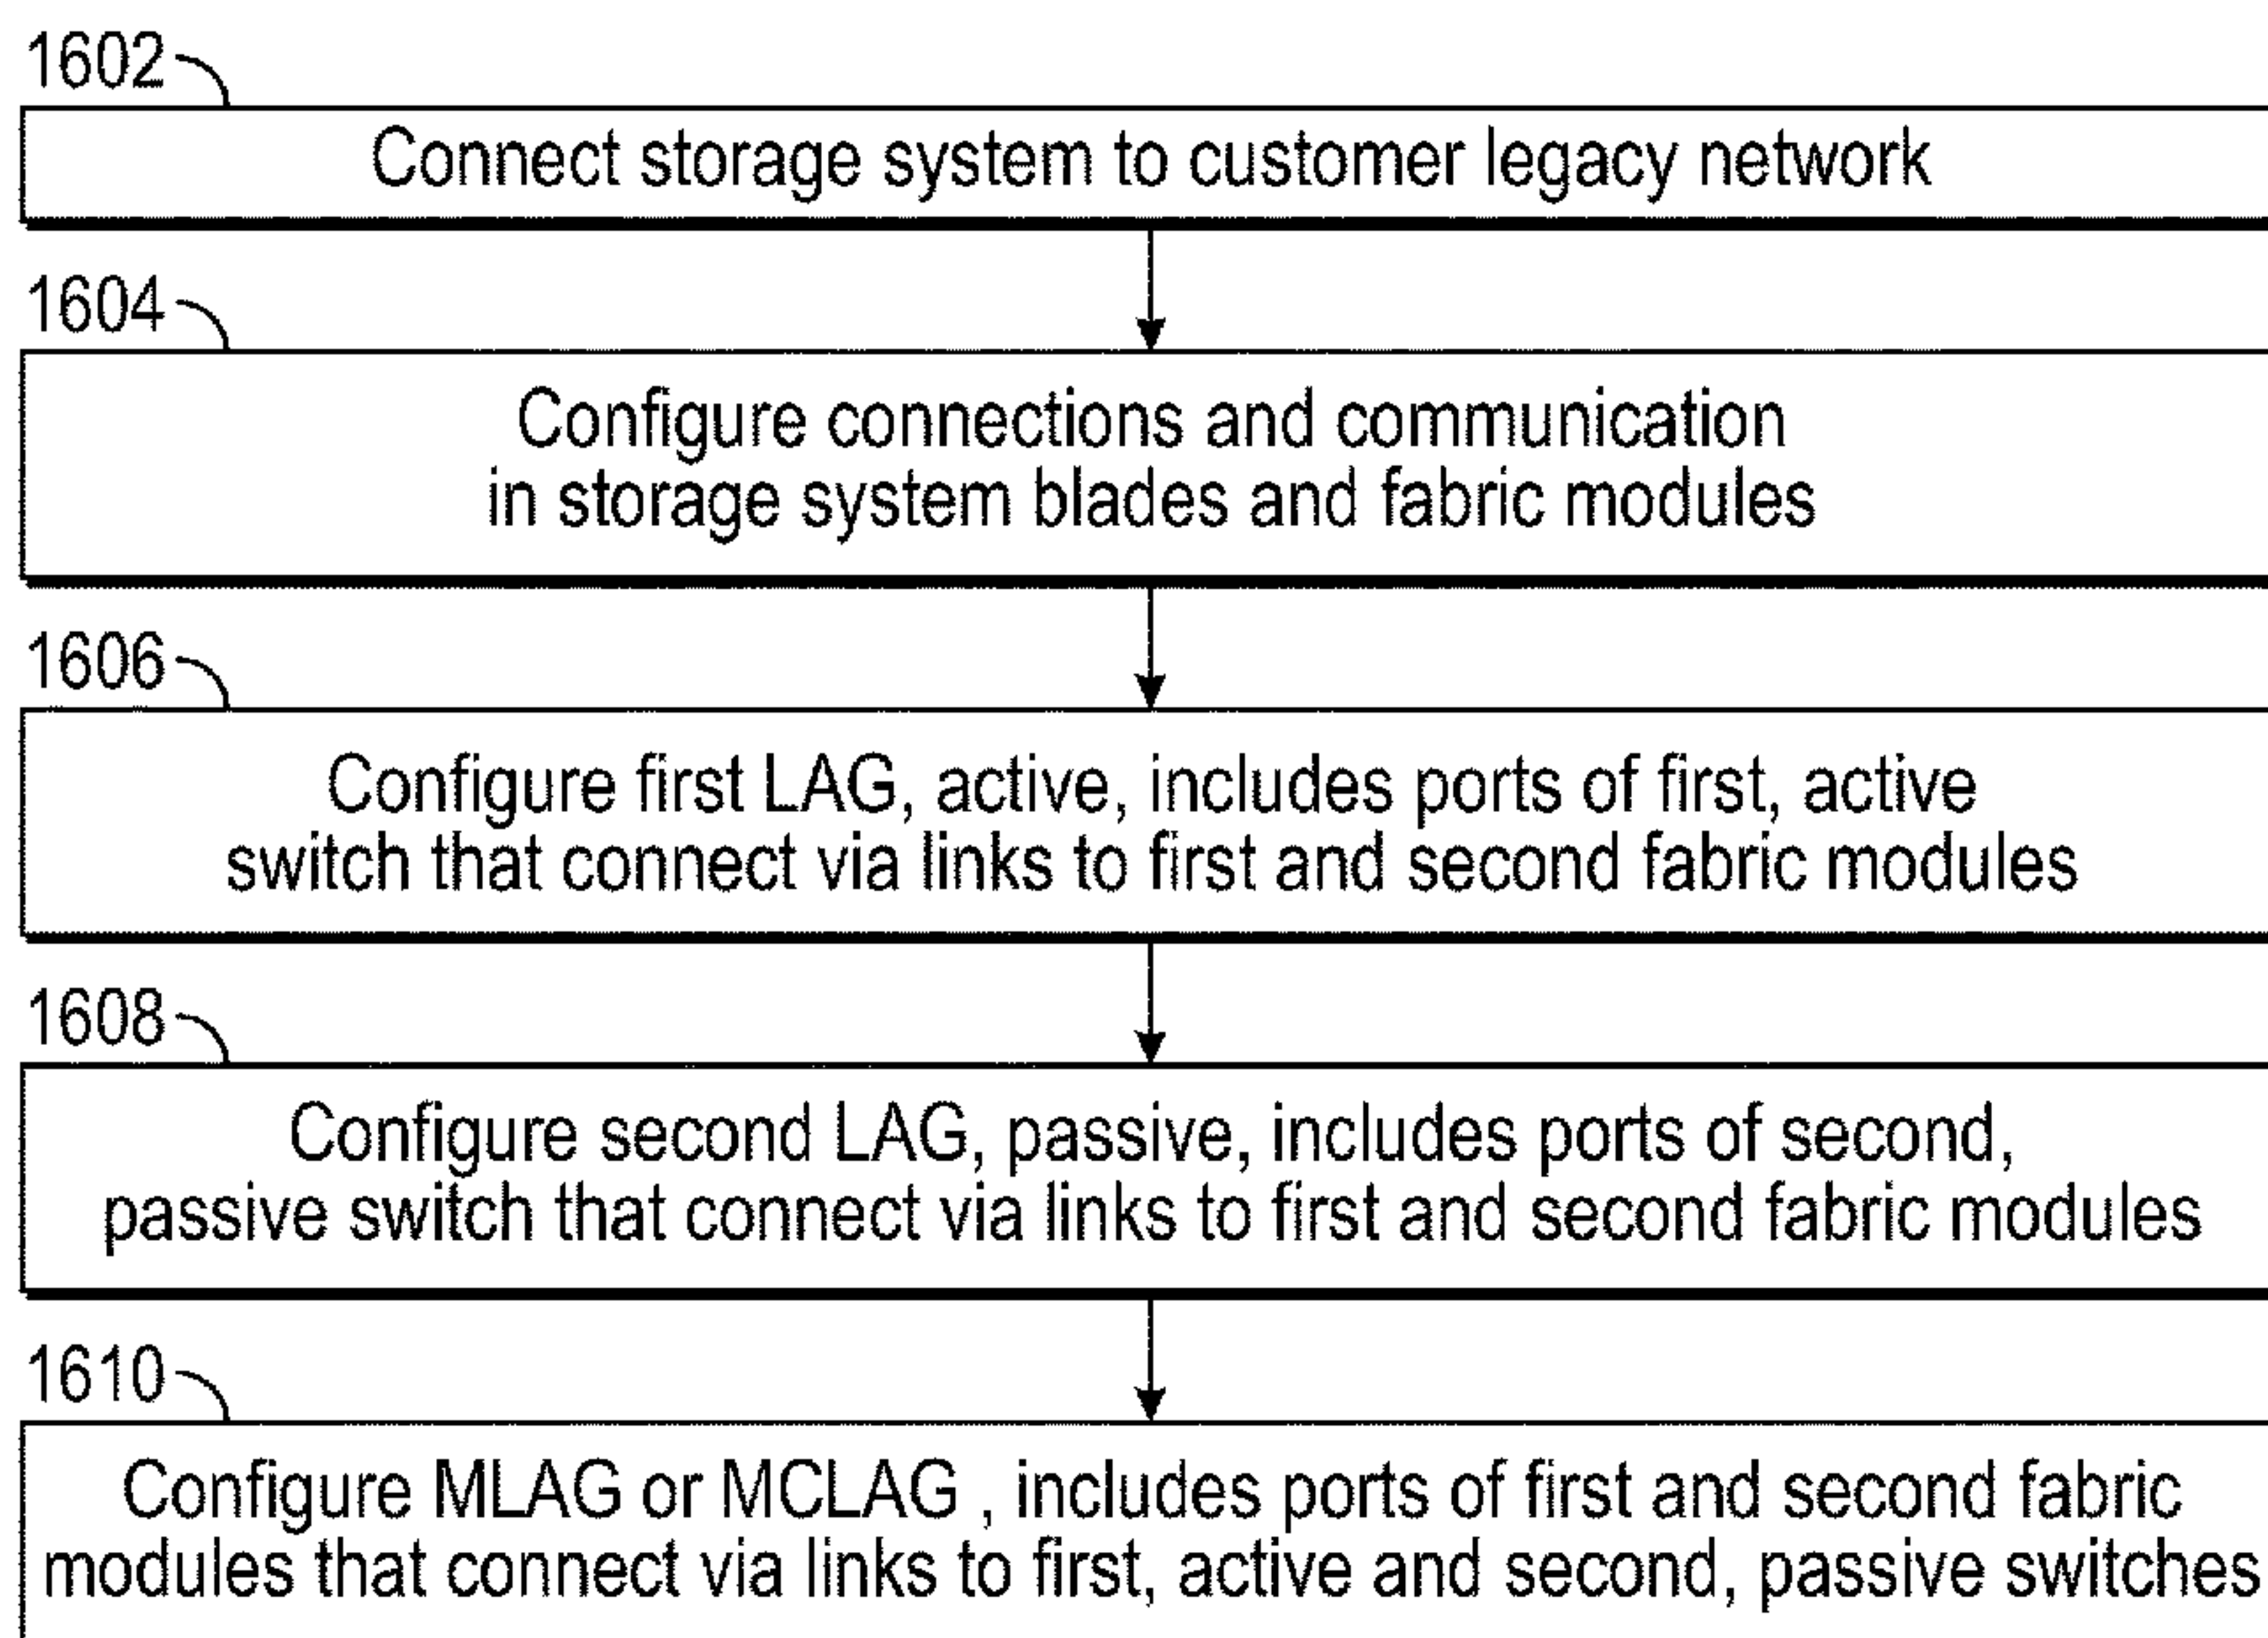 1602
Connect storage system to customer legacy network
1604
Configure connections and communication
in storage system blades and fabric modules
1606
Configure first LAG, active, includes ports of first, active
switch that connect via links to first and second fabric modules
1608
Configure second LAG, passive, includes ports of second,
passive switch that connect via links to first and second fabric modules
1610
Configure MLAG or MCLAG , includes ports of first and second fabric
modules that connect via links to first, active and second, passive switches